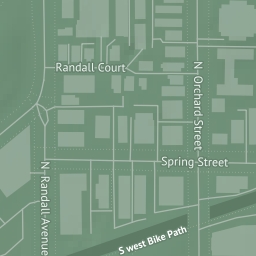 Randall Court
N Orchard Street
Spring Street
N Randall Avenue
S west Bike Path